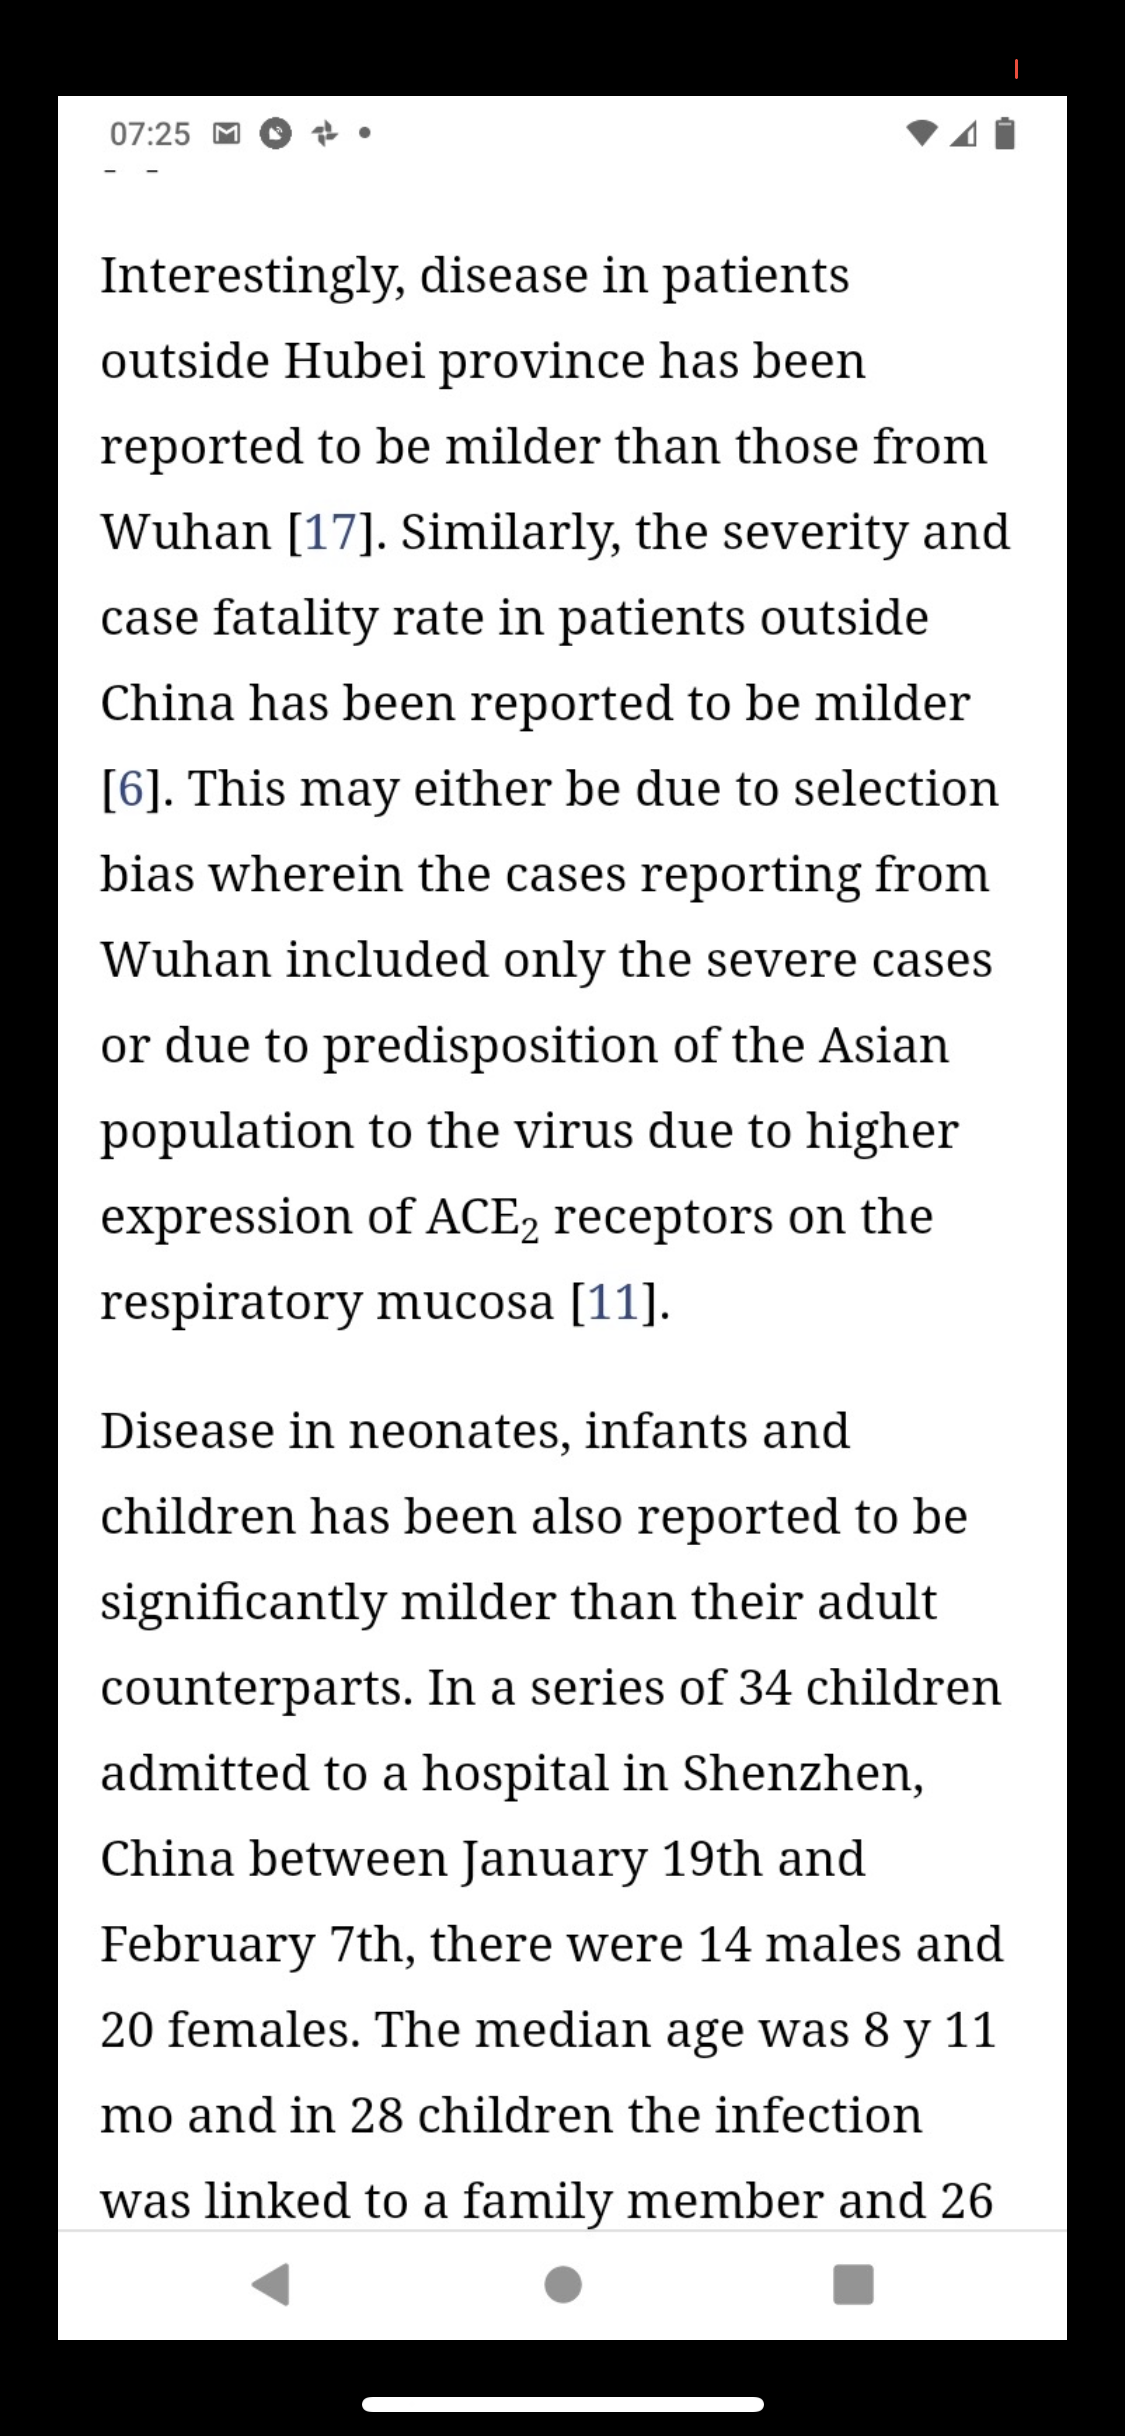 07:25
Interestingly, disease in patients
outside Hubei province has been
reported to be milder than those from
Wuhan [17]. Similarly, the severity and
case fatality rate in patients outside
China has been reported to be milder
[6]. This may either be due to selection
bias wherein the cases reporting from
Wuhan included only the severe cases
or due to predisposition of the Asian
population to the virus due to higher
expression of ACE₂ receptors on the
respiratory mucosa [11].
Disease in neonates, infants and
children has been also reported to be
significantly milder than their adult
counterparts. In a series of 34 children
admitted to a hospital in Shenzhen,
China between January 19th and
February 7th, there were 14 males and
20 females. The median age was 8 y 11
mo and in 28 children the infection
was linked to a family member and 26